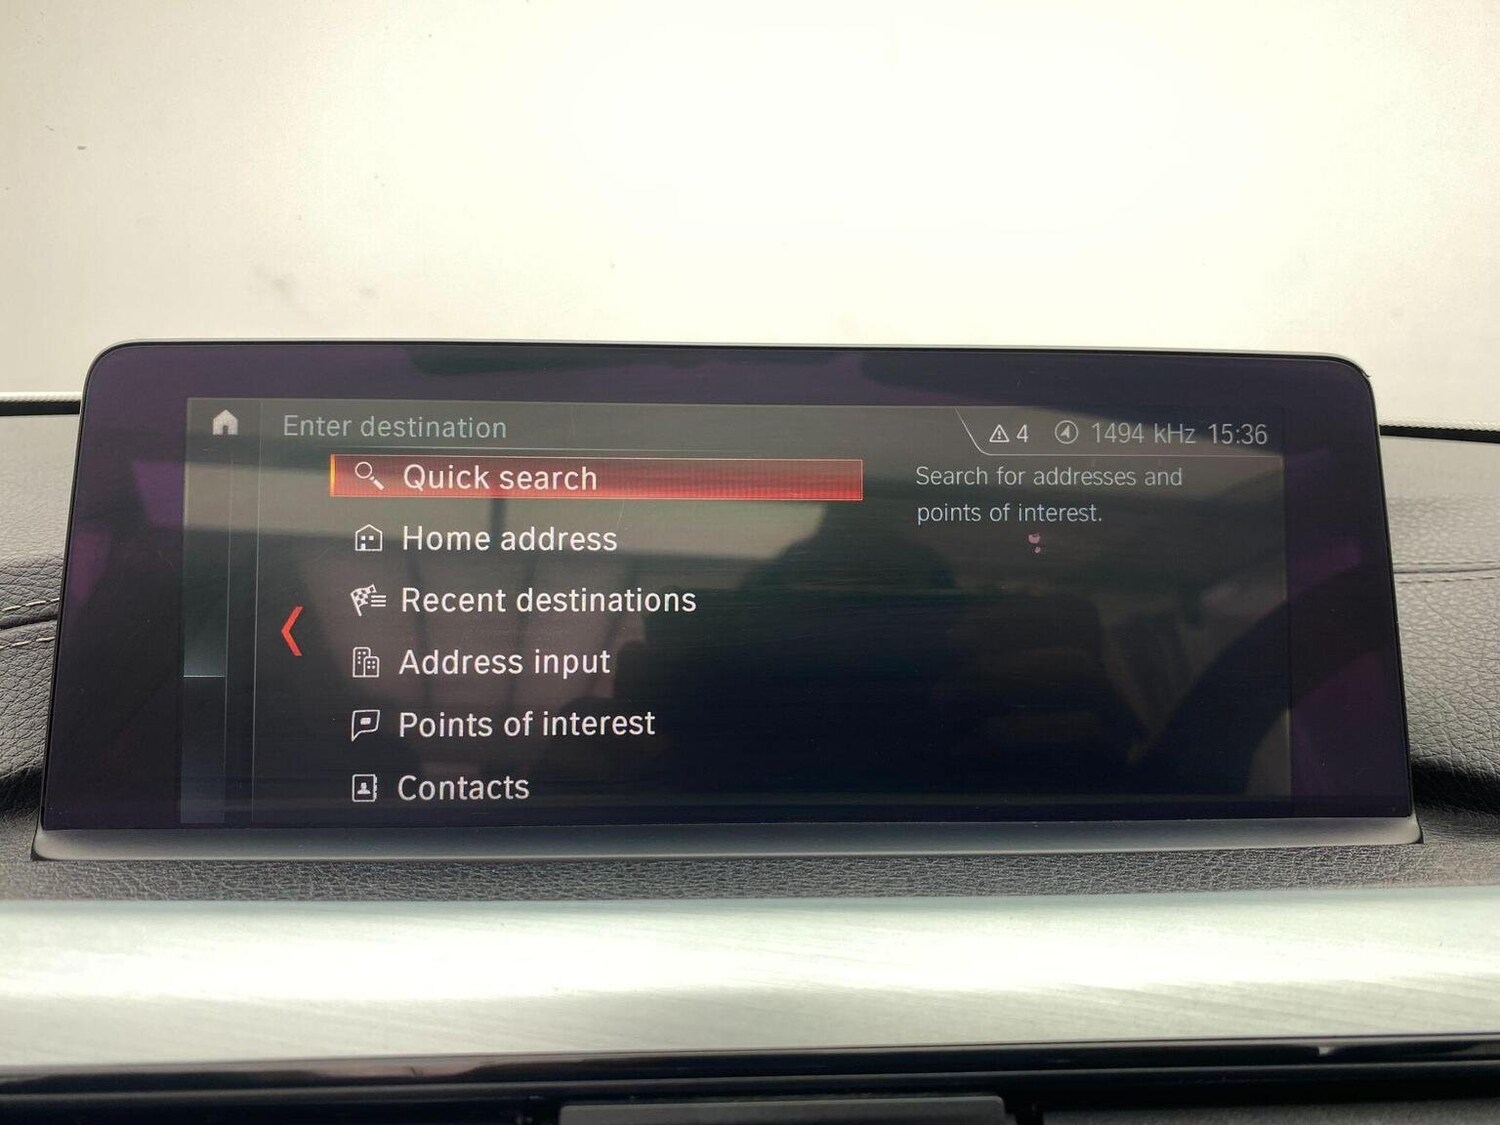 Enter destination
4 1494 kHz 15:36
Quick search
Home address
Recent destinations
Address input
Points of interest
Contacts
Search for addresses and
points of interest.